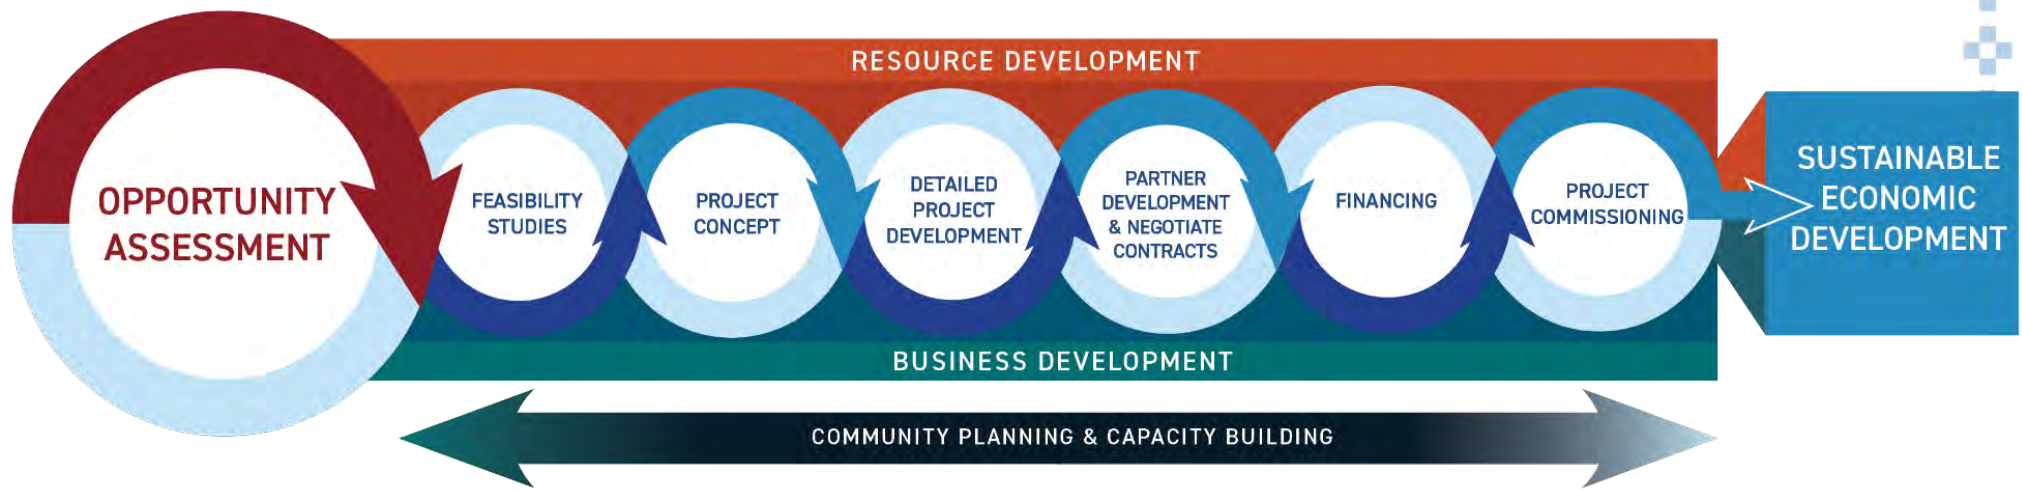 RESOURCE DEVELOPMENT
OPPORTUNITY
ASSESSMENT
FEASIBILITY
STUDIES
PROJECT
CONCEPT
DETAILED
PROJECT
DEVELOPMENT
PARTNER
DEVELOPMENT
& NEGOTIATE
CONTRACTS
FINANCING
PROJECT
COMMISSIONING
SUSTAINABLE
ECONOMIC
DEVELOPMENT
BUSINESS DEVELOPMENT
COMMUNITY PLANNING & CAPACITY BUILDING